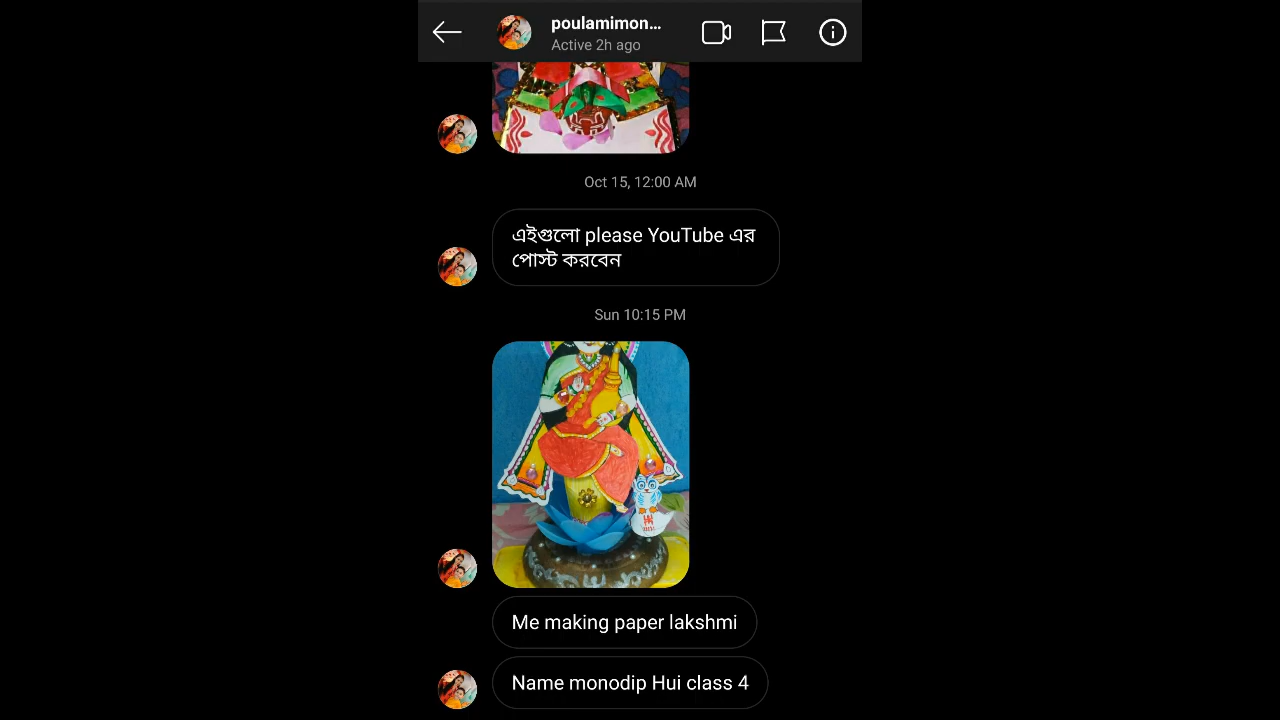 poulamimon...
Active 2h ago
Oct 15, 12:00 AM
এইগুলো please YouTube এর
পোস্ট করবেন
Sun 10:15 PM
Me making paper lakshmi
Name monodip Hui class 4